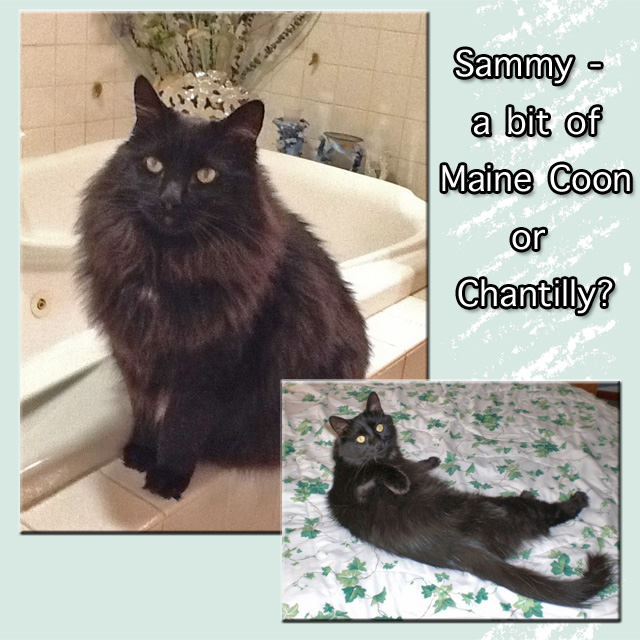 Sammy -
a bit of
Maine Coon
or
Chantilly?